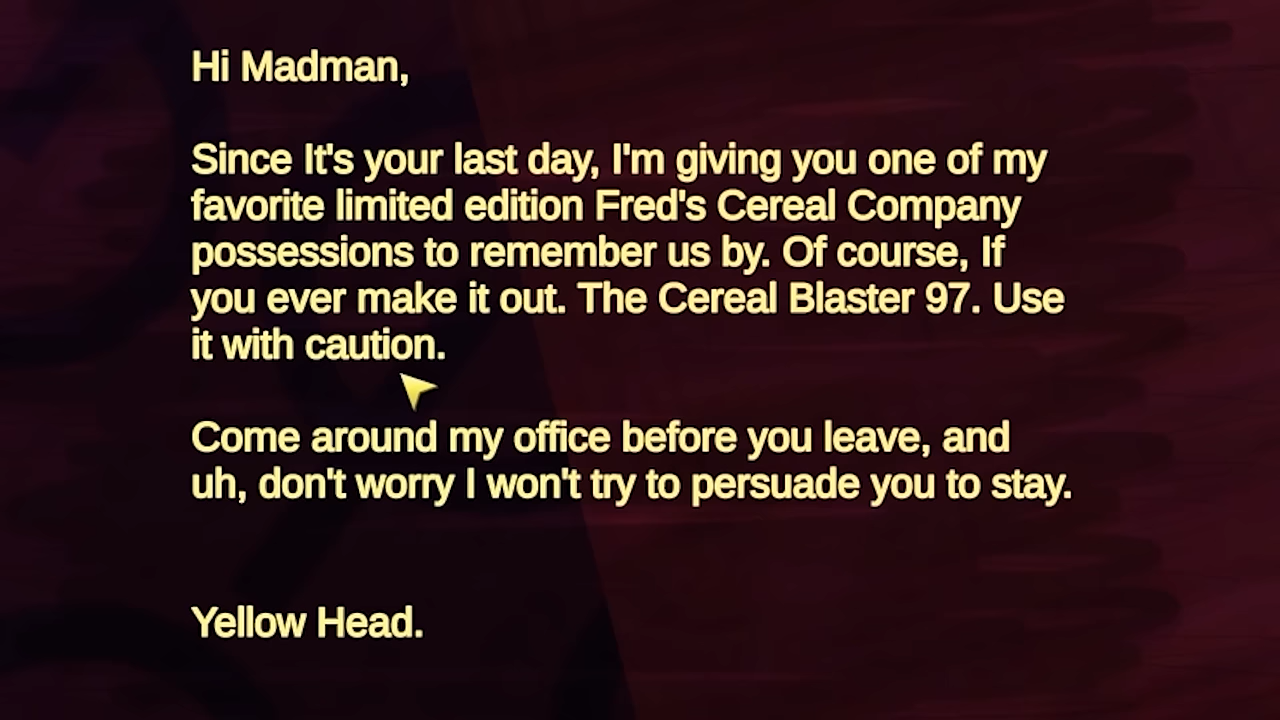 Hi Madman,
Since It's your last day, I'm giving you one of my
favorite limited edition Fred's Cereal Company
possessions to remember us by. Of course, If
you ever make it out. The Cereal Blaster 97. Use
it with caution.
Come around my office before you leave, and
uh, don't worry I won't try to persuade you to stay.
Yellow Head.